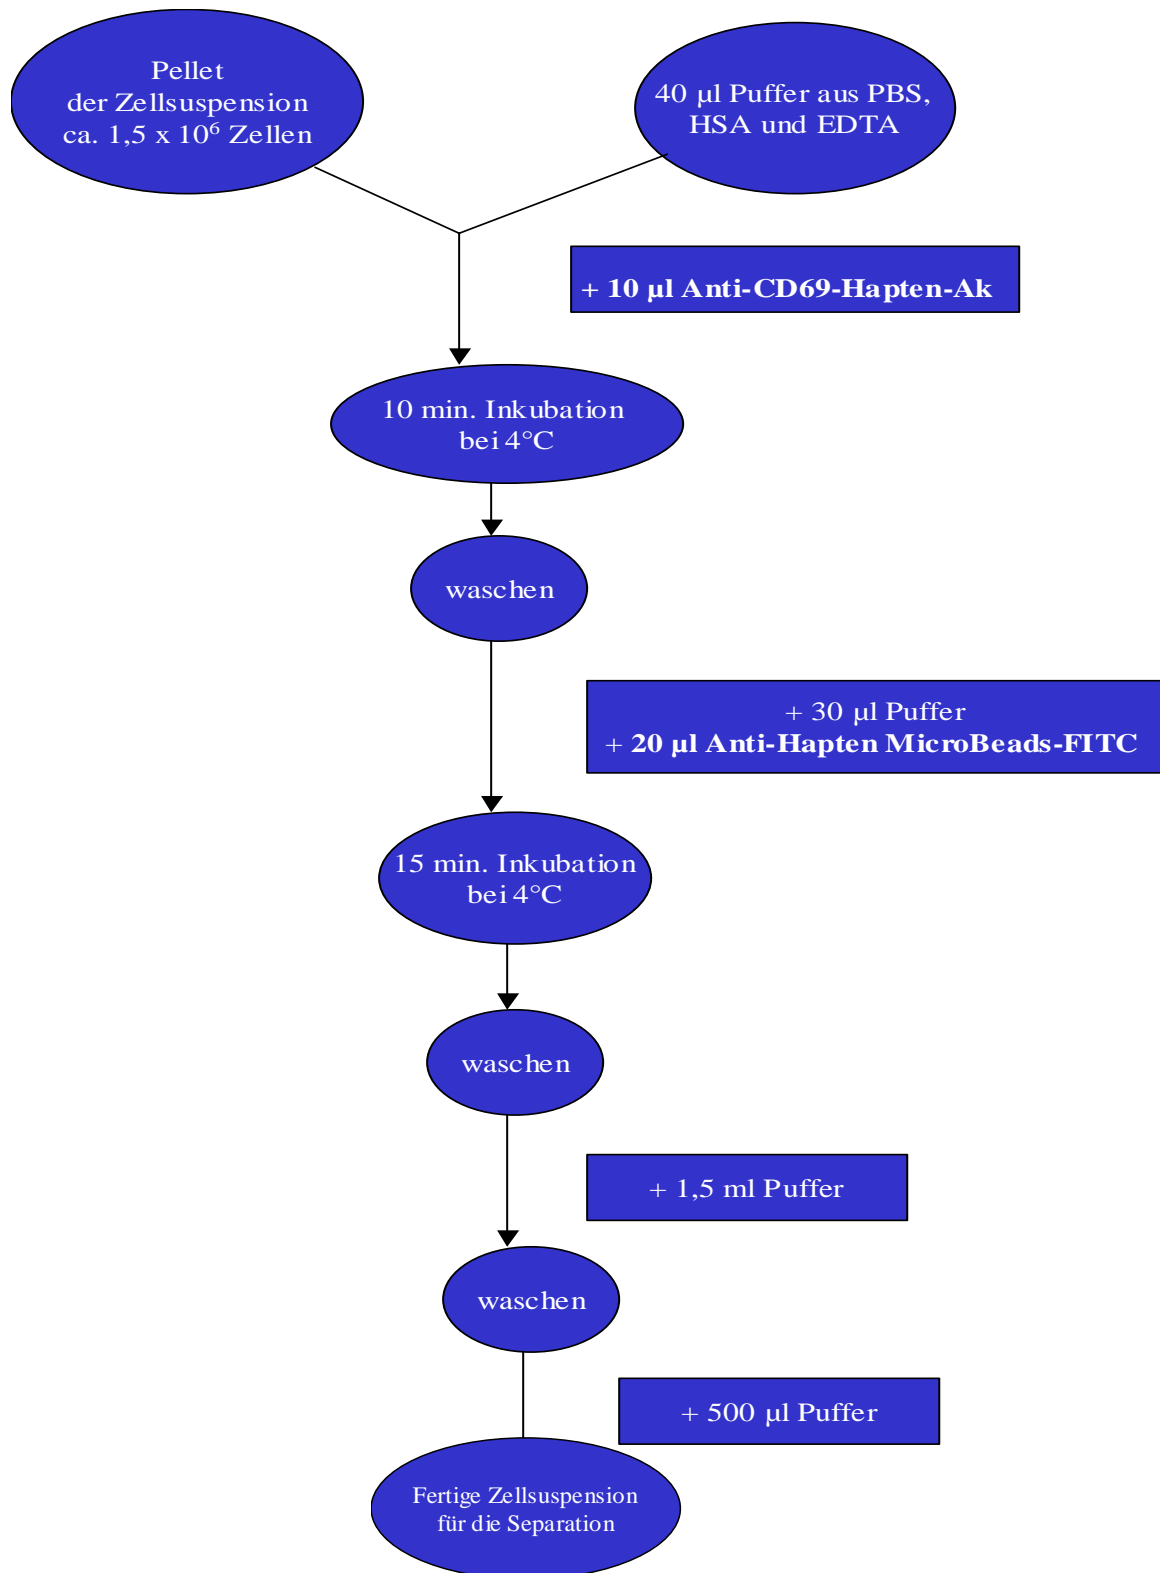 Pellet
der Zellsuspension
ca. 1,5 x 10⁶ Zellen
40 µl Puffer aus PBS,
HSA und EDTA
+ 10 µl Anti-CD69-Hapten-Ak
10 min. Inkubation
bei 4°C
waschen
+ 30 µl Puffer
+ 20 µl Anti-Hapten MicroBeads-FITC
15 min. Inkubation
bei 4°C
waschen
+ 1,5 ml Puffer
waschen
+ 500 µl Puffer
Fertige Zellsuspension
für die Separation